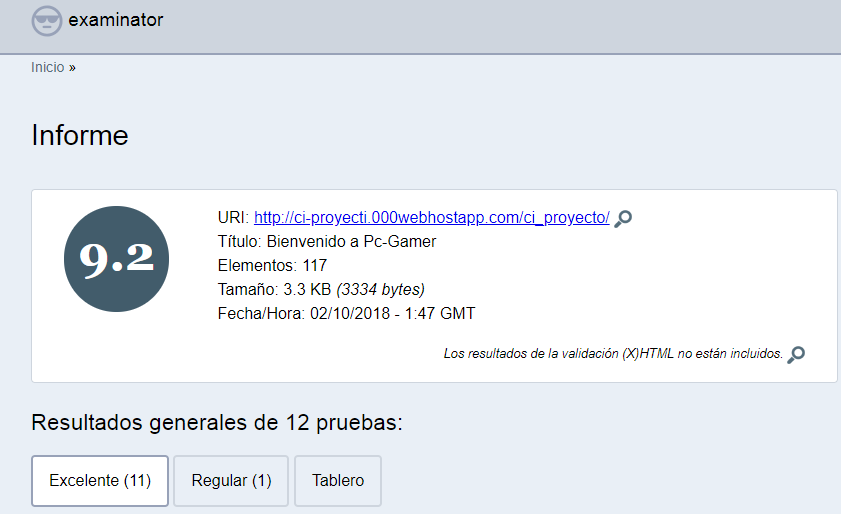 examinator
Inicio »
Informe
9.2
URI: http://ci-proyecti.000webhostapp.com/ci_proyecto/
Título: Bienvenido a Pc-Gamer
Elementos: 117
Tamaño: 3.3 KB (3334 bytes)
Fecha/Hora: 02/10/2018 - 1:47 GMT
Los resultados de la validación (X)HTML no están incluidos.
Resultados generales de 12 pruebas:
Excelente (11) Regular (1) Tablero